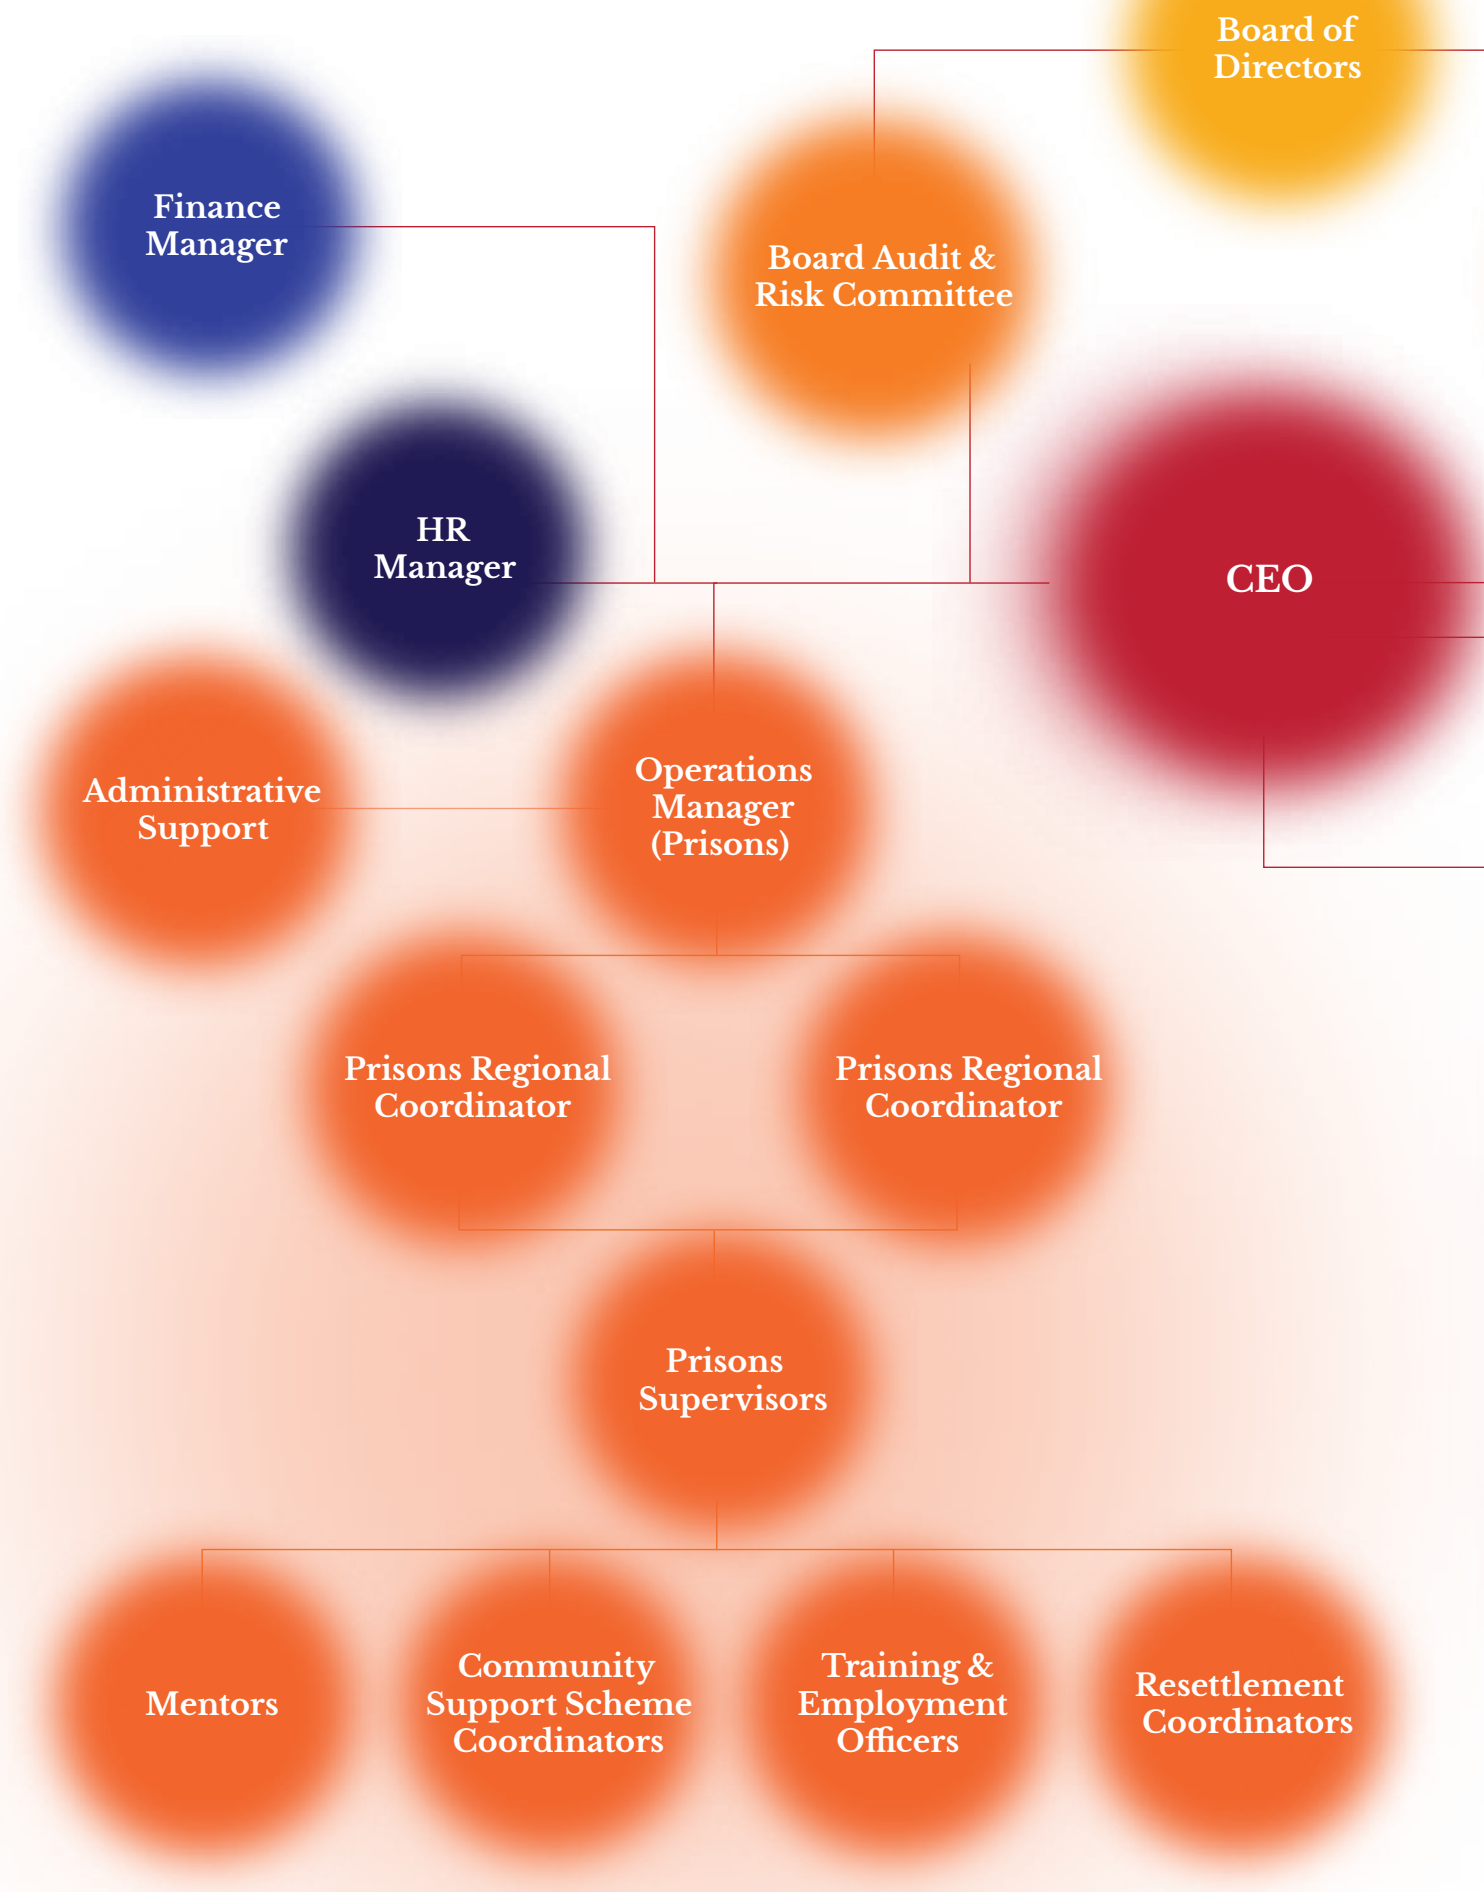 Board of
Directors
Finance
Manager
Board Audit &
Risk Committee
HR
Manager
CEO
Administrative
Support
Operations
Manager
(Prisons)
Prisons Regional
Coordinator
Prisons Regional
Coordinator
Prisons
Supervisors
Mentors
Community
Support Scheme
Coordinators
Training &
Employment
Officers
Resettlement
Coordinators